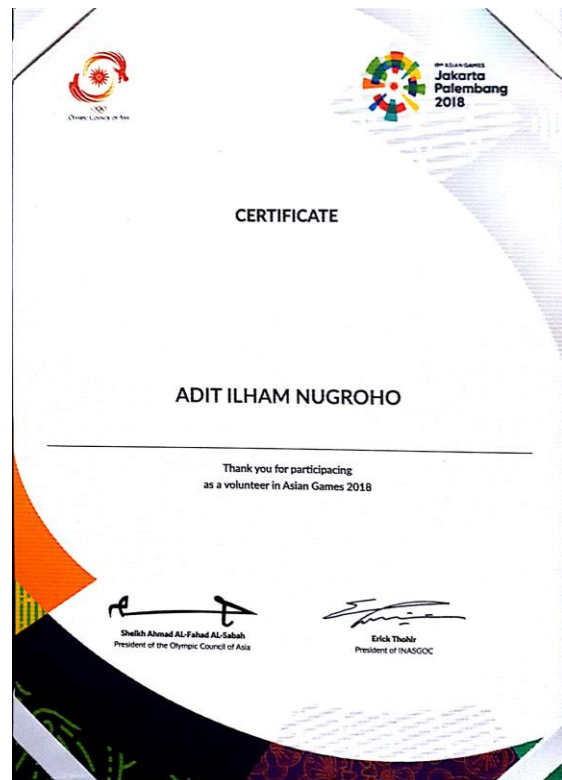 Olympic Council of Asia
18th ASIAN GAMES
Jakarta
Palembang
2018
CERTIFICATE
ADIT ILHAM NUGROHO
Thank you for participacing
as a volunteer in Asian Games 2018
Sheikh Ahmad AL-Fahad AL-Sabah
President of the Olympic Council of Asia
Erick Thohir
President of INASGOC